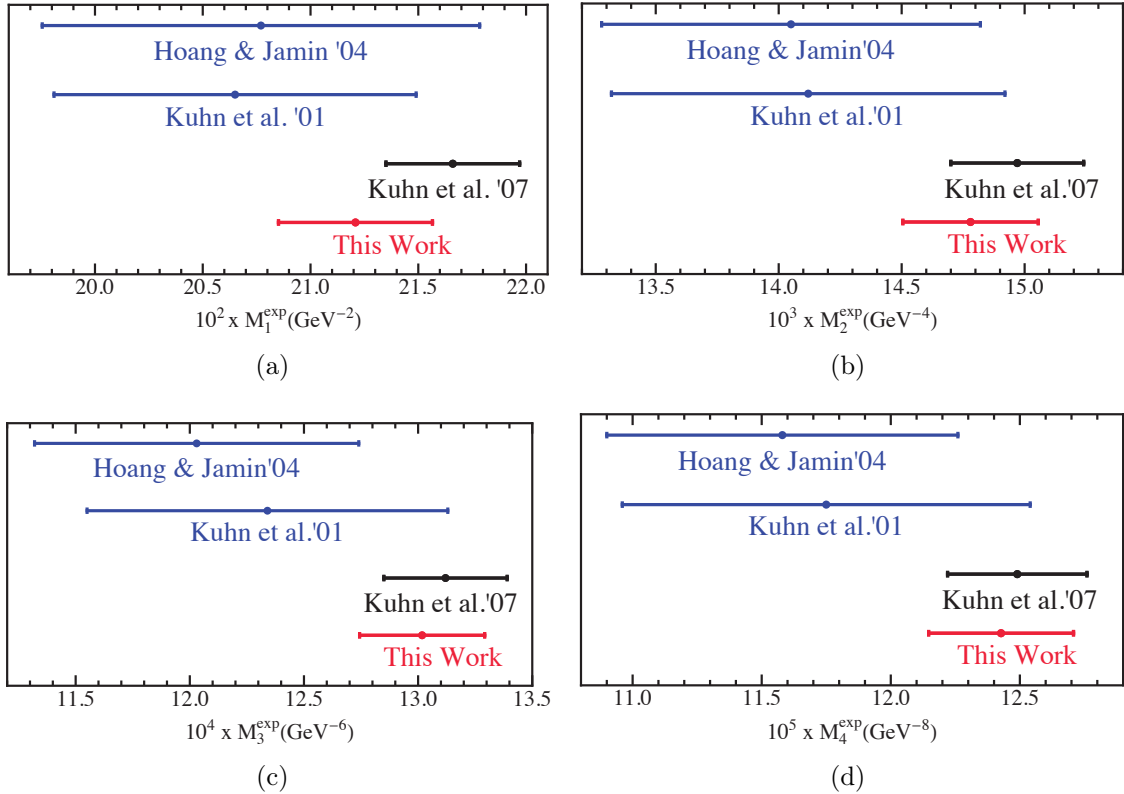 Hoang & Jamin '04
Kuhn et al. '01
Kuhn et al. '07
This Work
20.0 20.5 21.0 21.5 22.0
10² x M₁^exp(GeV⁻²)
(a)
Hoang & Jamin'04
Kuhn et al.'01
Kuhn et al.'07
This Work
13.5 14.0 14.5 15.0
10³ x M₂^exp(GeV⁻⁴)
(b)
Hoang & Jamin'04
Kuhn et al.'01
Kuhn et al.'07
This Work
11.5 12.0 12.5 13.0 13.5
10⁴ x M₃^exp(GeV⁻⁶)
(c)
Hoang & Jamin'04
Kuhn et al.'01
Kuhn et al.'07
This Work
11.0 11.5 12.0 12.5
10⁵ x M₄^exp(GeV⁻⁸)
(d)